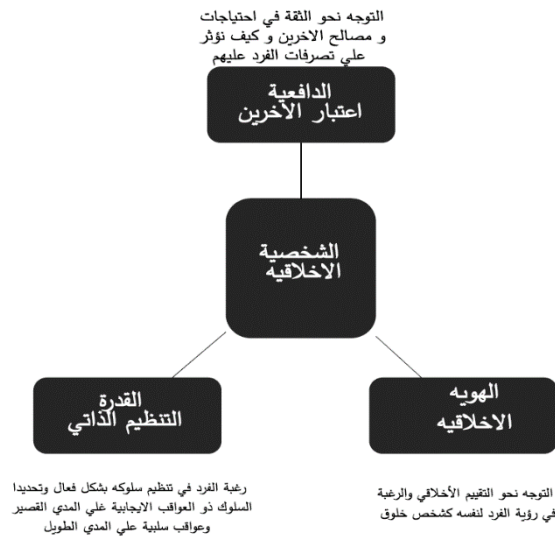 التوجه نحو الثقة في احتياجات
و مصالح الاخرين و كيف نؤثر
علي تصرفات الفرد عليهم
الدافعية
اعتبار الآخرين
الشخصية
الاخلاقيه
الهويه
الاخلاقيه
القدرة
التنظيم الذاتي
التوجه نحو التقييم الأخلاقي والرغبة
في رؤية الفرد لنفسه كشخص خلوق
رغبة الفرد في تنظيم سلوكه بشكل فعال وتحديدا
السلوك ذو العواقب الايجابية غلي المدي القصير
وعواقب سلبية علي المدي الطويل